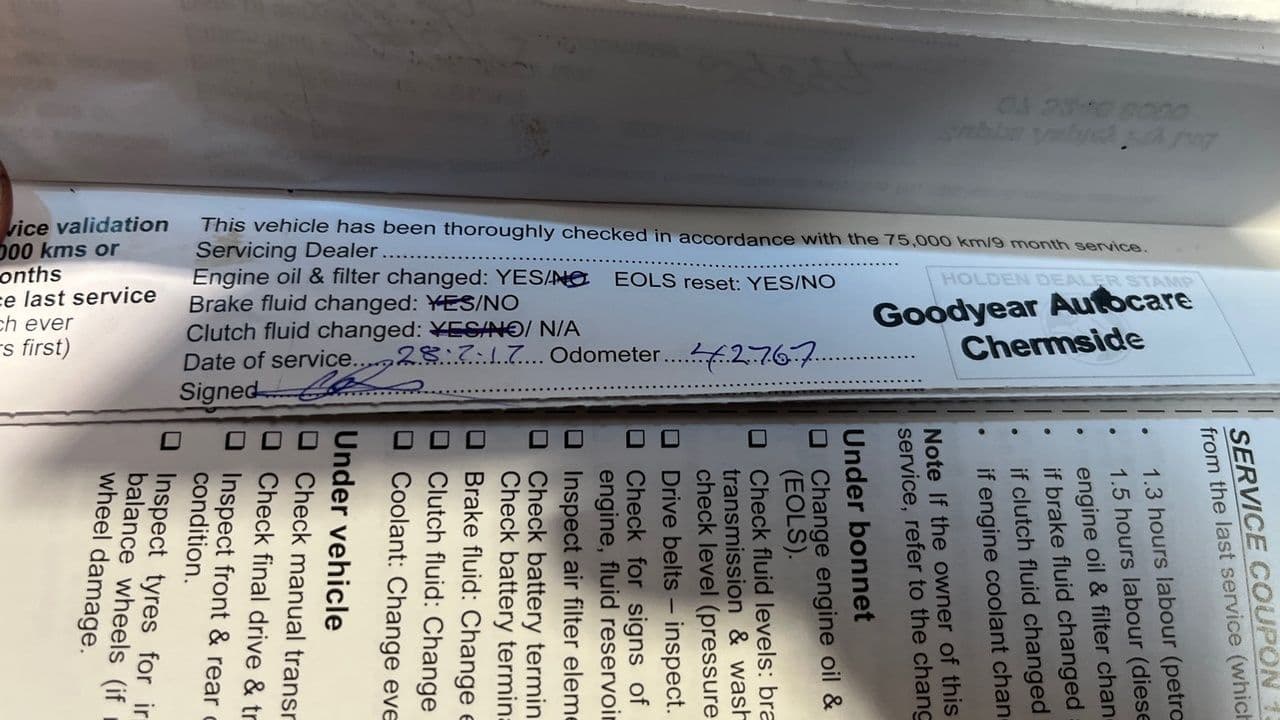 vice validation
000 kms or
onths
ce last service
ch ever
s first)
This vehicle has been thoroughly checked in accordance with the 75,000 km/9 month service.
Servicing Dealer
Engine oil & filter changed: YES/NO EOLS reset: YES/NO
Brake fluid changed: YES/NO
Clutch fluid changed: YES/NO/ N/A
Date of service 28.7.17 Odometer 42767
Signed
HOLDEN DEALER STAMP
Goodyear Autocare
Chermside
SERVICE COUPON
from the last service (which
• 1.3 hours labour (petro
• 1.5 hours labour (diese
• engine oil & filter chan
• if brake fluid changed
• if clutch fluid changed
• if engine coolant chan
Note If the owner of this
service, refer to the chang
Under bonnet
☐ Change engine oil &
(EOLS).
☐ Check fluid levels: bra
transmission & wash
check level (pressure
☐ Drive belts – inspect.
☐ Check for signs of
engine, fluid reservoi
☐ Inspect air filter eleme
☐ Check battery termin
Check battery termina
☐ Brake fluid: Change e
☐ Clutch fluid: Change
☐ Coolant: Change eve
Under vehicle
☐ Check manual transr
☐ Check final drive & tr
☐ Inspect front & rear
condition.
☐ Inspect tyres for ir
balance wheels (if
wheel damage.